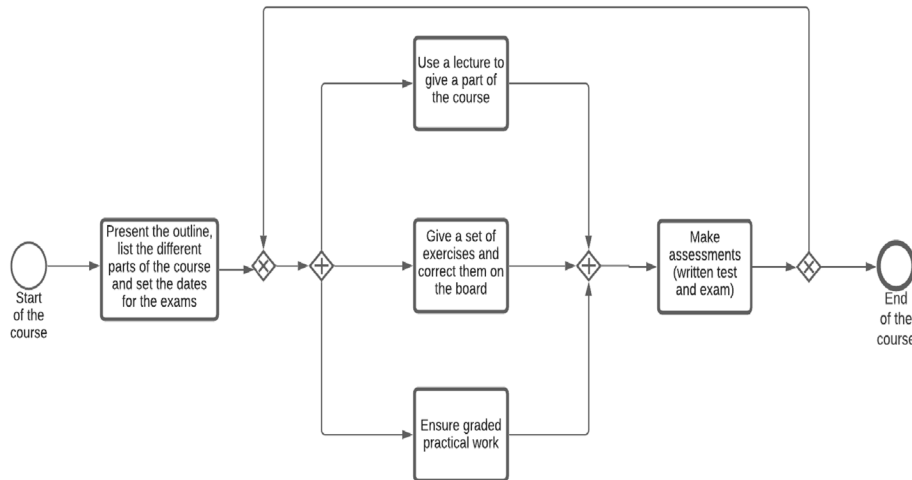 Start
of the
course
Present the outline,
list the different
parts of the course
and set the dates
for the exams
Use a lecture to
give a part of
the course
Give a set of
exercises and
correct them on
the board
Ensure graded
practical work
Make
assessments
(written test
and exam)
End
of the
course